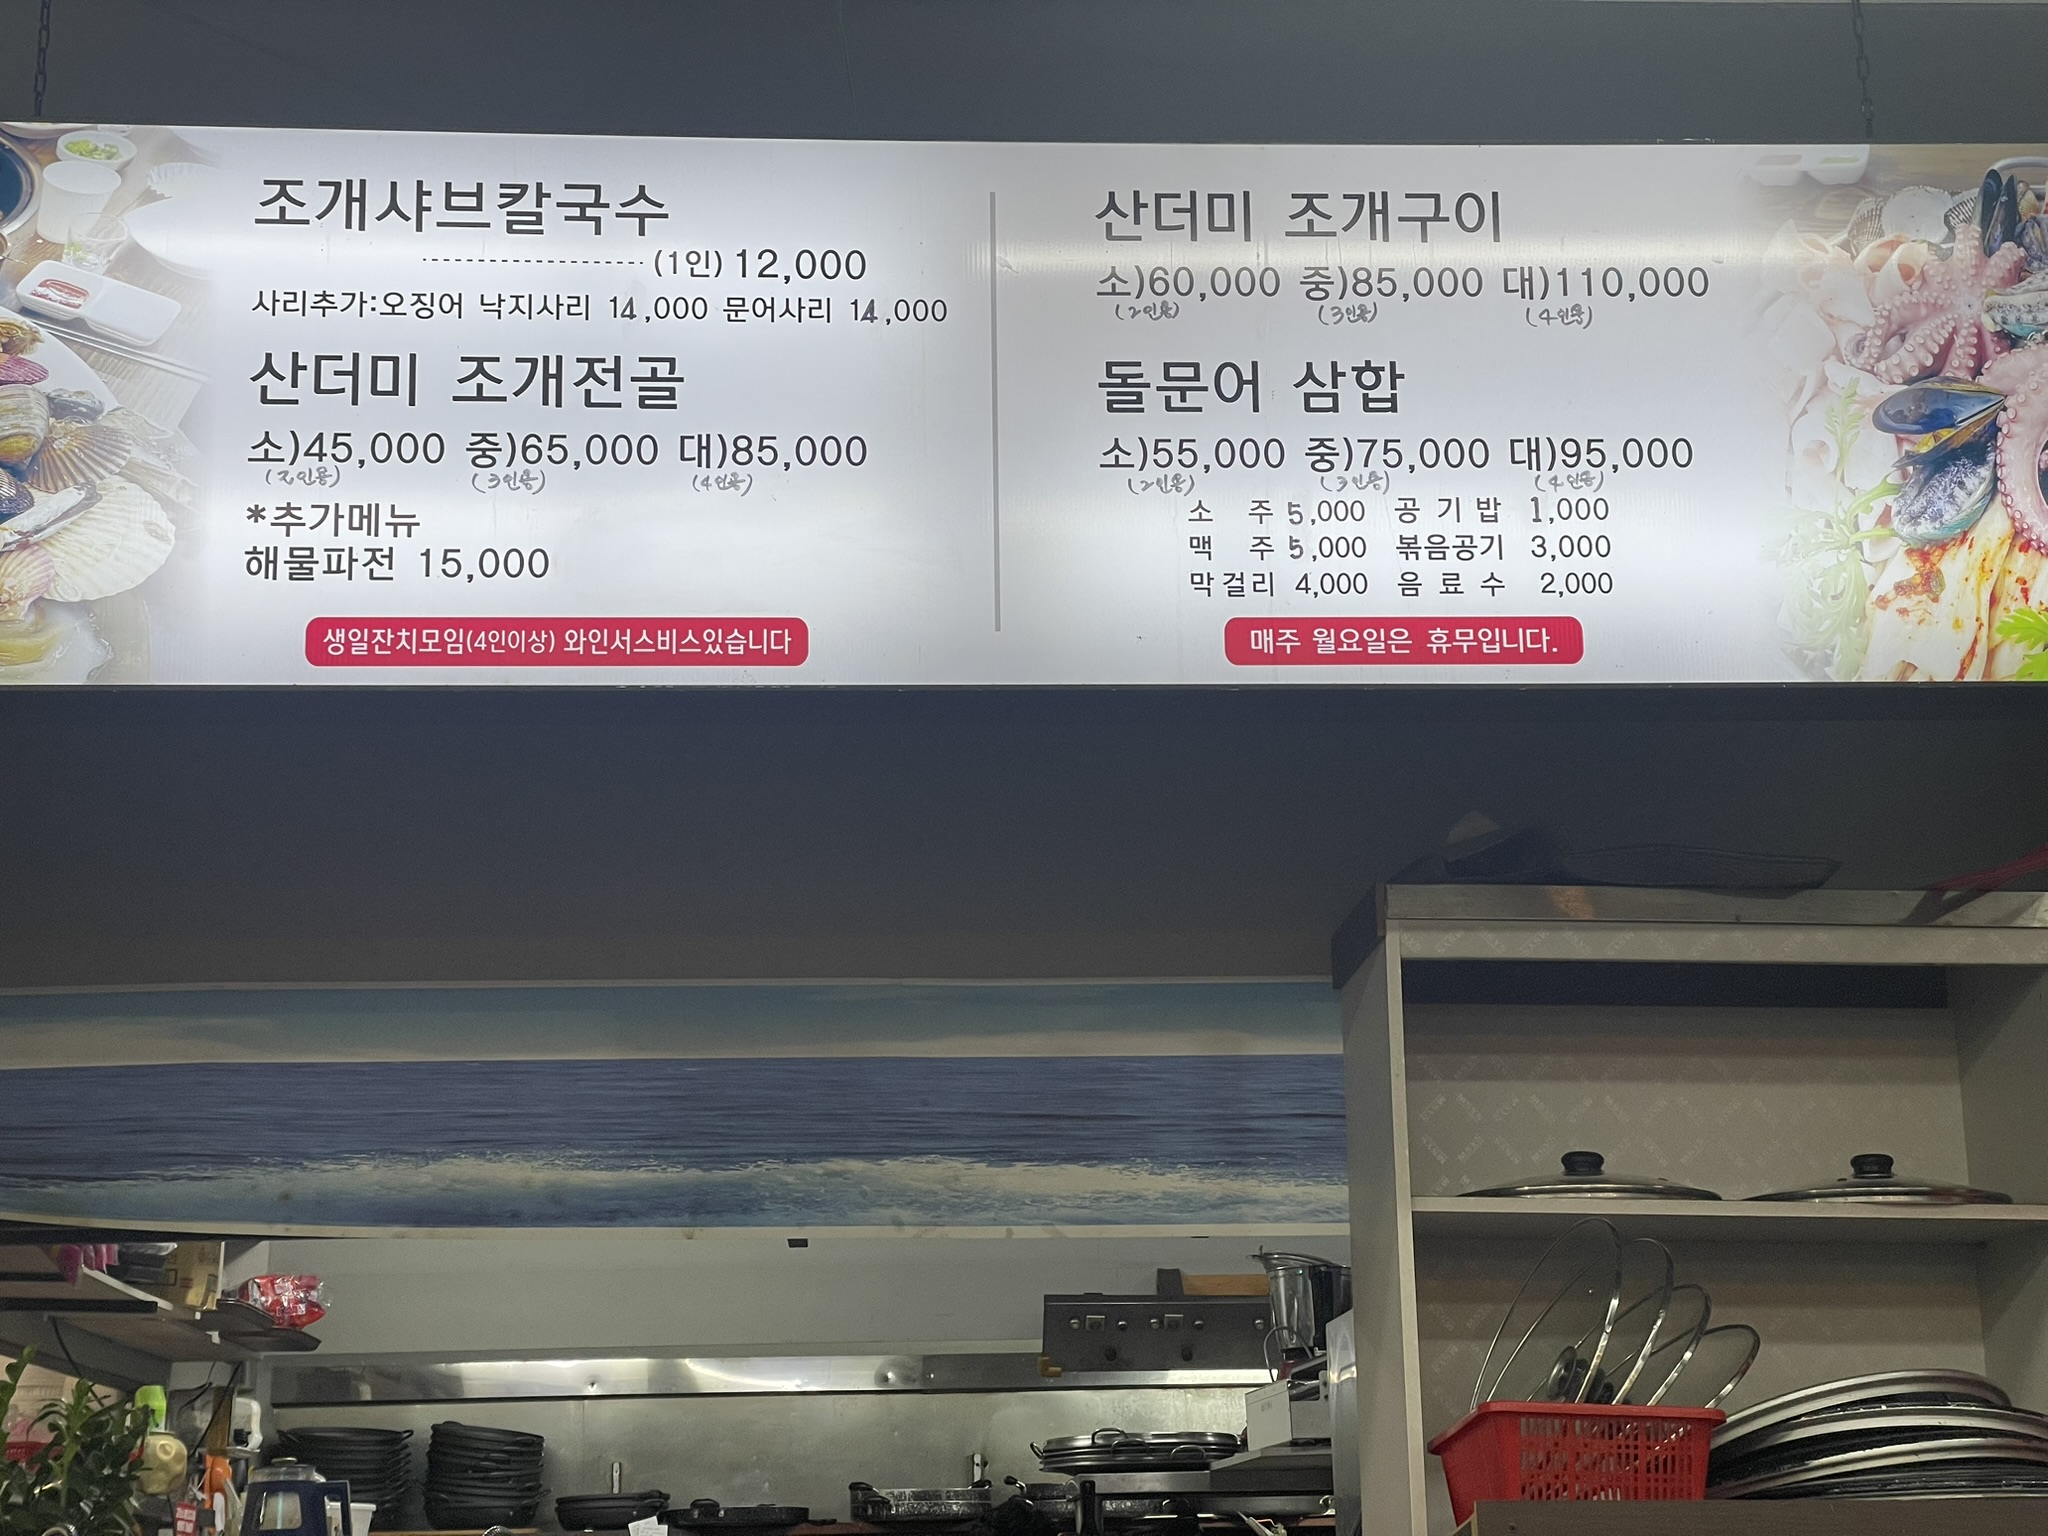 조개샤브칼국수
(1인) 12,000
사리추가:오징어 낙지사리 14,000 문어사리 14,000
산더미 조개전골
소)45,000 중)65,000 대)85,000
(2인용) (3인용) (4인용)
*추가메뉴
해물파전 15,000
생일잔치모임(4인이상) 와인서스비스있습니다
산더미 조개구이
소)60,000 중)85,000 대)110,000
(2인용) (3인용) (4인용)
돌문어 삼합
소)55,000 중)75,000 대)95,000
(2인용) (3인용) (4인용)
소 주 5,000 공 기 밥 1,000
맥 주 5,000 볶음공기 3,000
막걸리 4,000 음 료 수 2,000
매주 월요일은 휴무입니다.